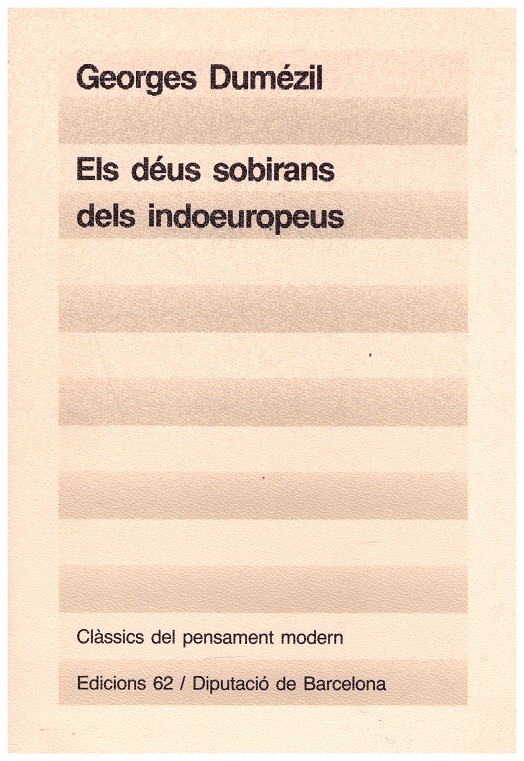 Georges Dumézil
Els déus sobirans
dels indoeuropeus
Clàssics del pensament modern
Edicions 62 / Diputació de Barcelona